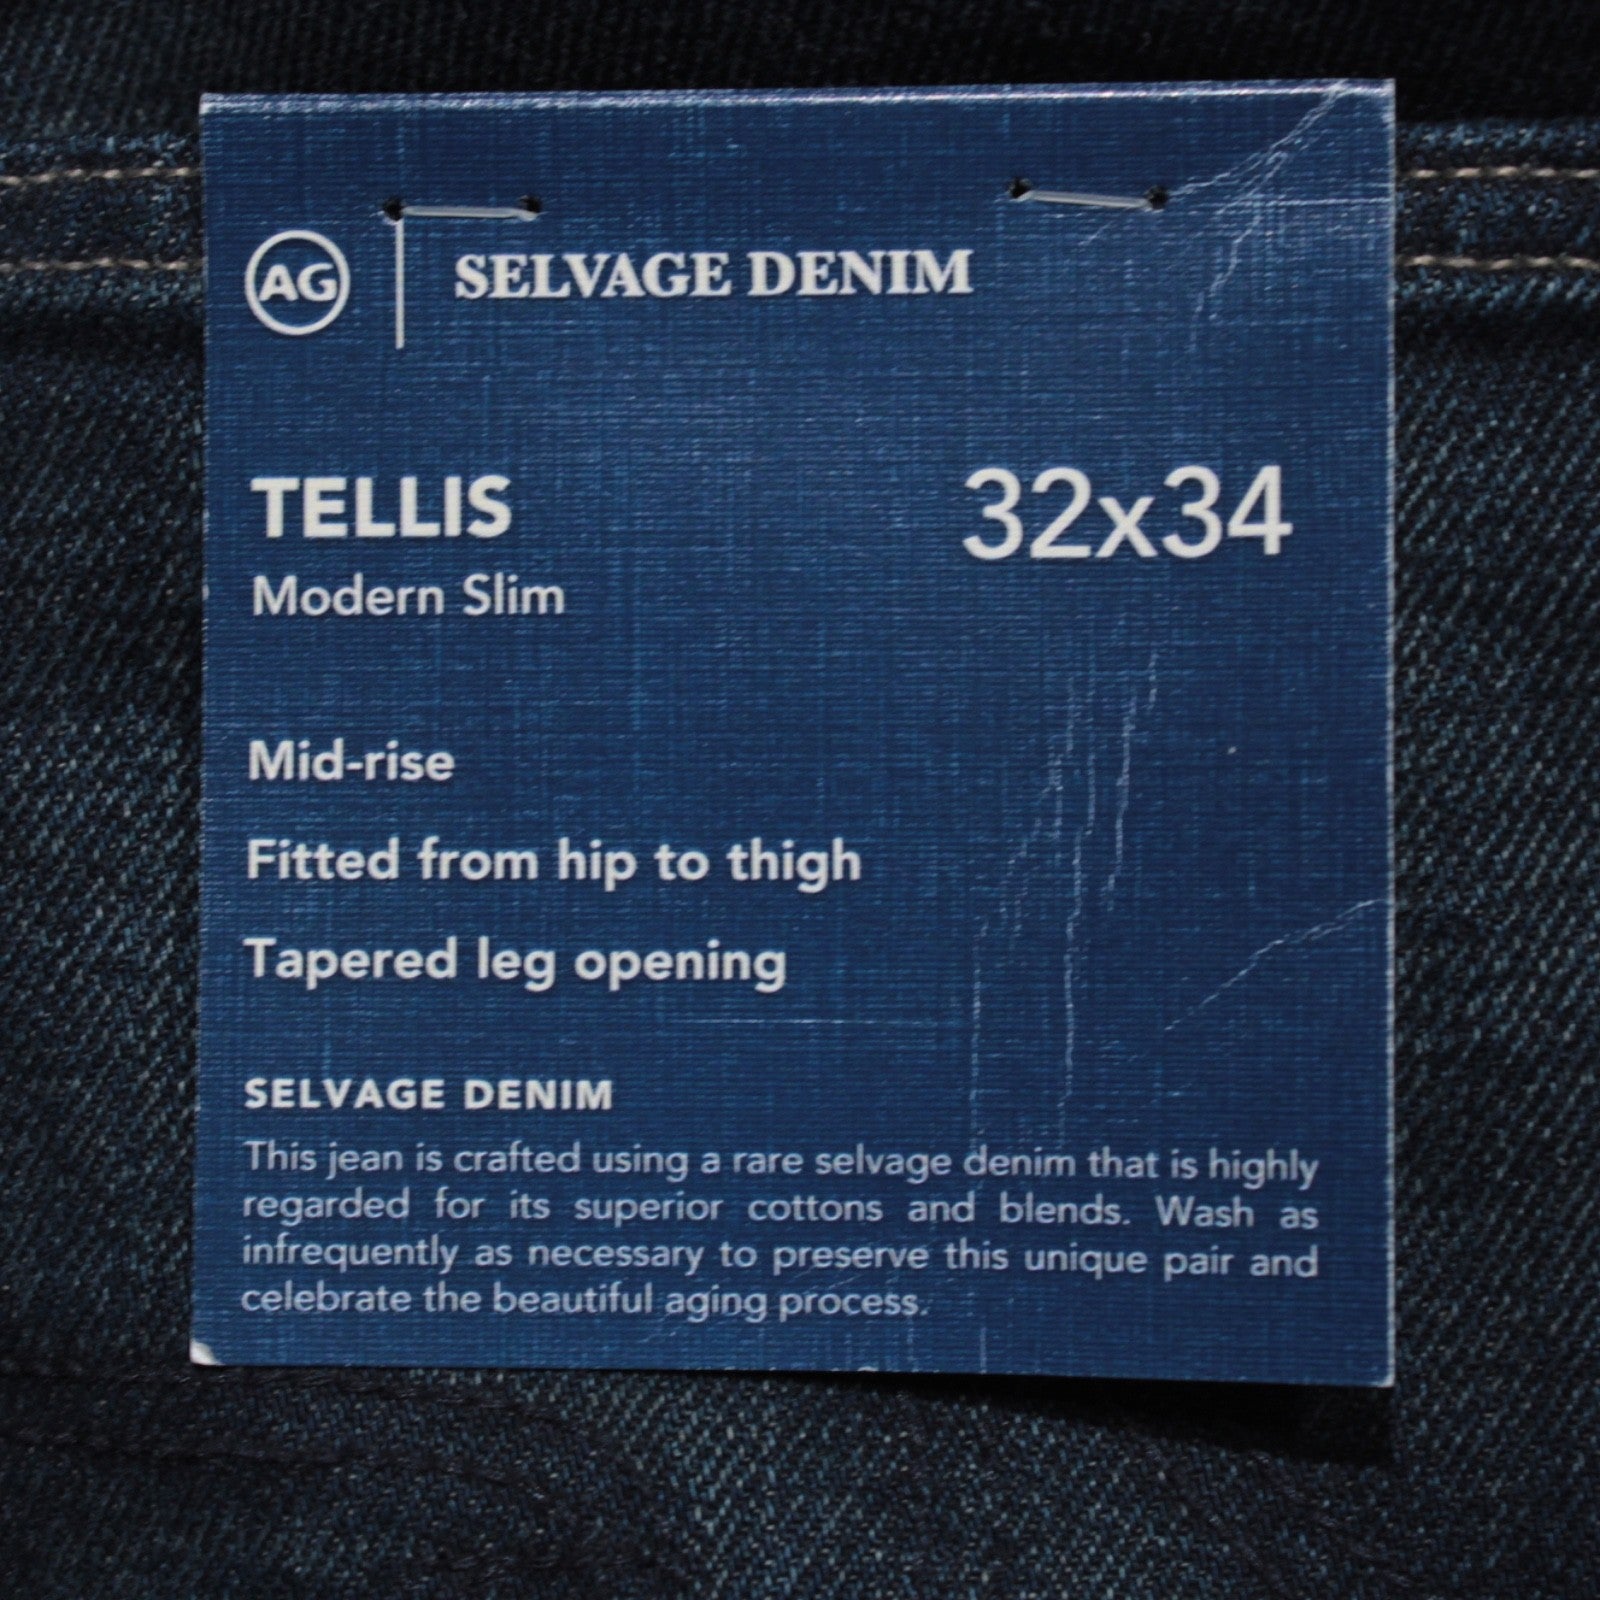 AG | SELVAGE DENIM
TELLIS 32x34
Modern Slim
Mid-rise
Fitted from hip to thigh
Tapered leg opening
SELVAGE DENIM
This jean is crafted using a rare selvage denim that is highly
regarded for its superior cottons and blends. Wash as
infrequently as necessary to preserve this unique pair and
celebrate the beautiful aging process.